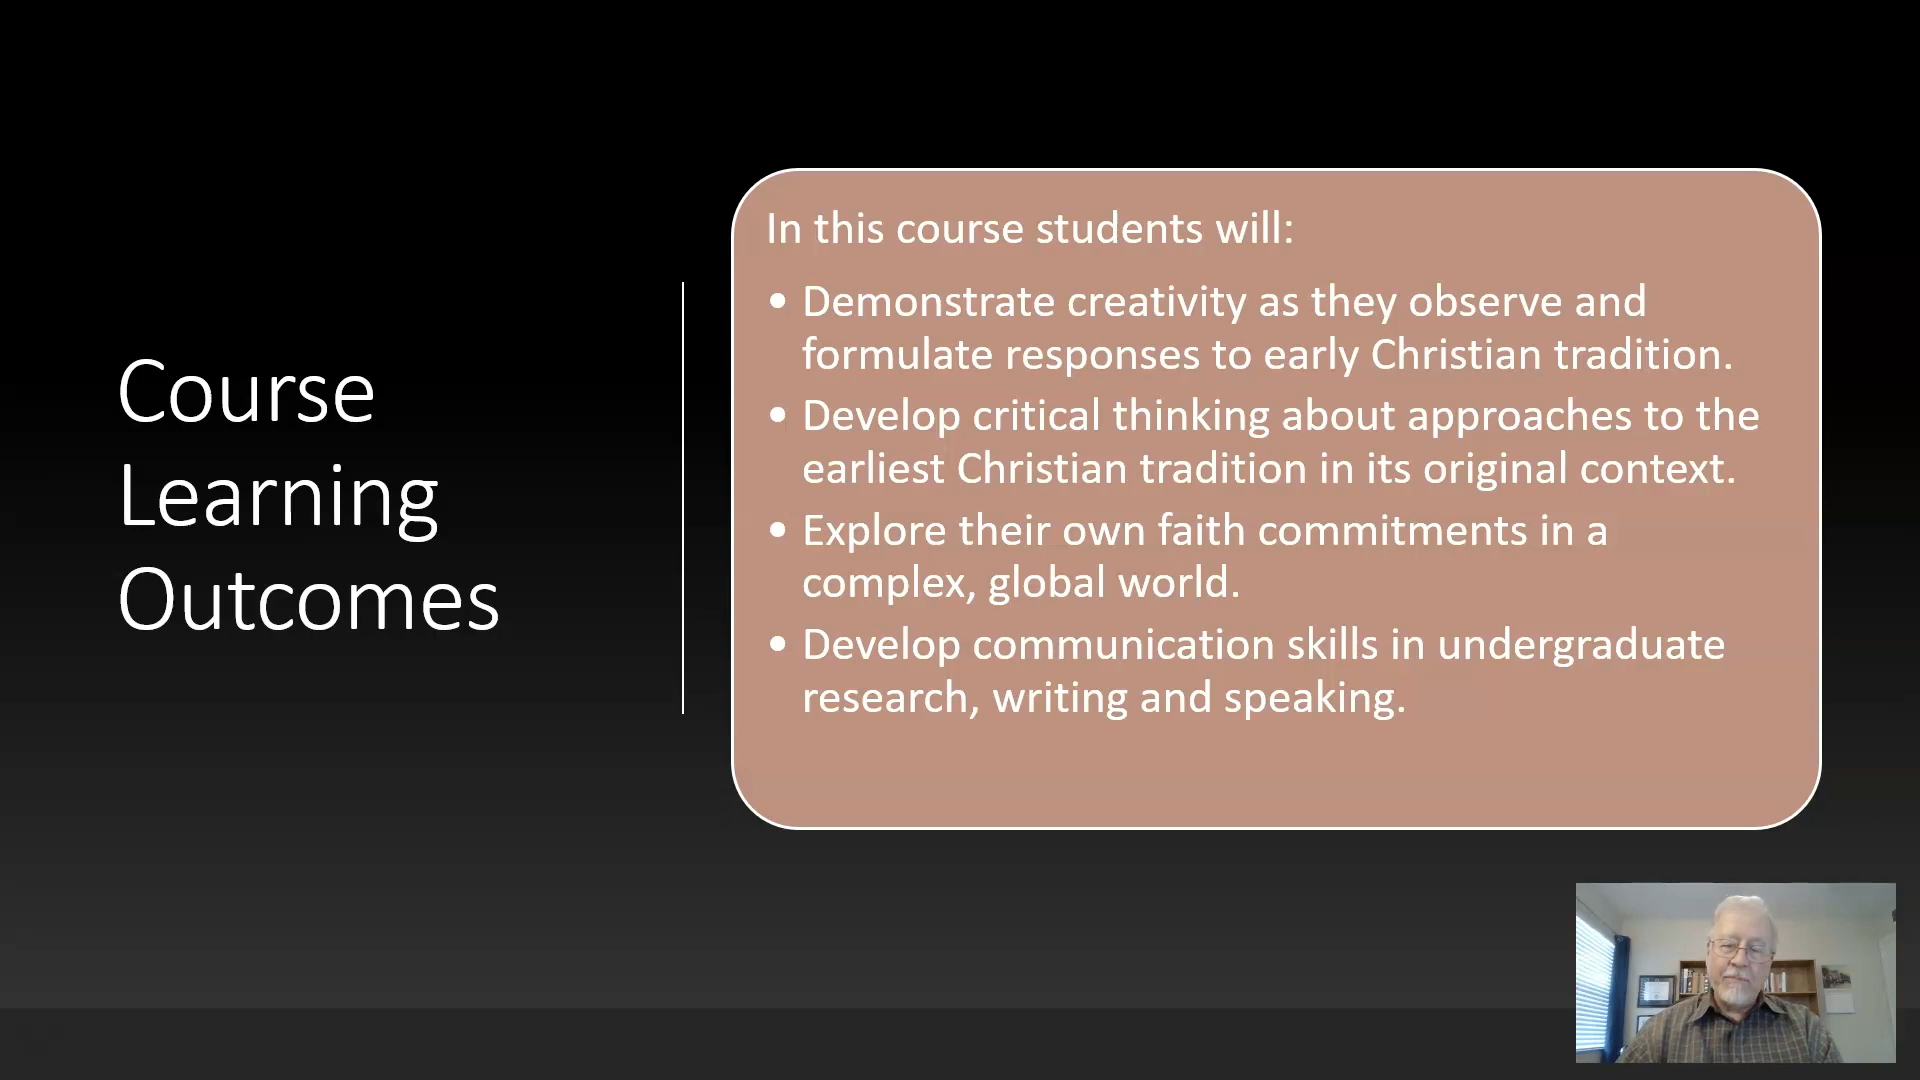 Course
Learning
Outcomes
In this course students will:
• Demonstrate creativity as they observe and
formulate responses to early Christian tradition.
• Develop critical thinking about approaches to the
earliest Christian tradition in its original context.
• Explore their own faith commitments in a
complex, global world.
• Develop communication skills in undergraduate
research, writing and speaking.